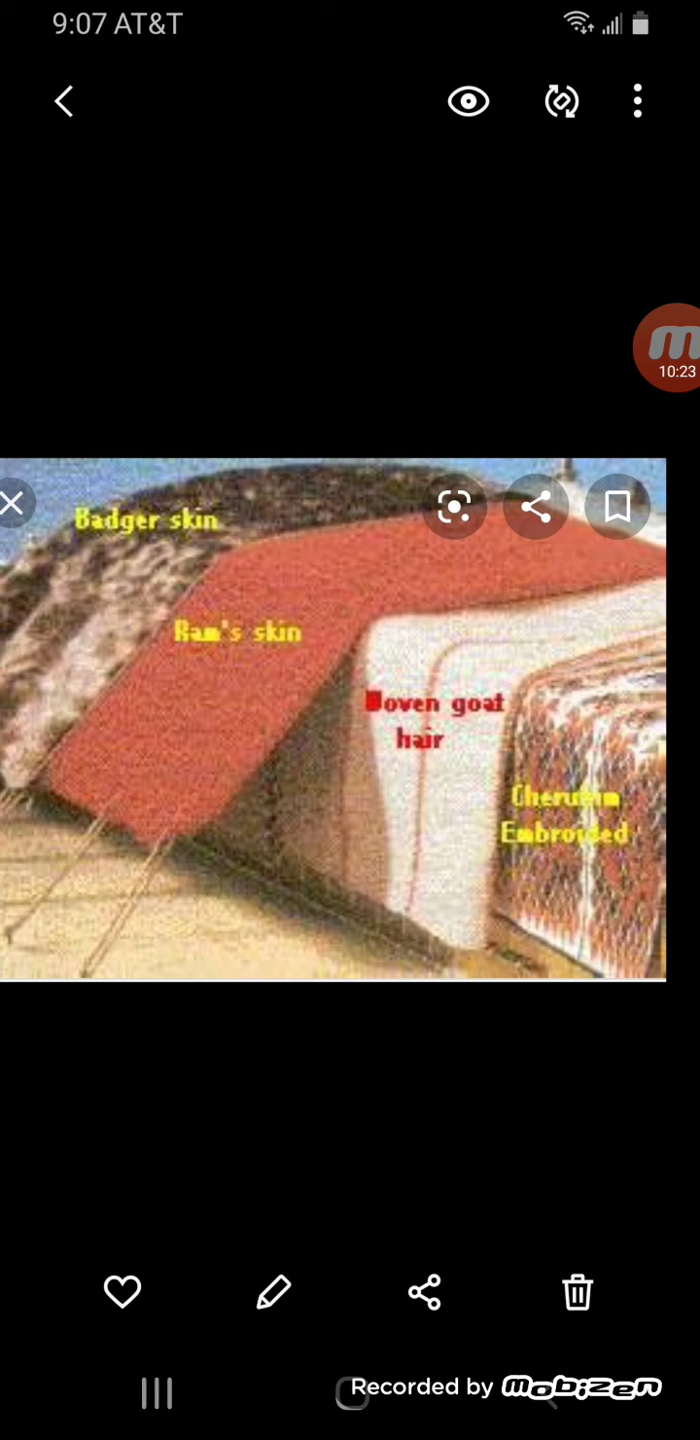 9:07 AT&T
10:23
Badger skin
Ram's skin
Woven goat
hair
Cherubim
Embroided
Recorded by mobizen